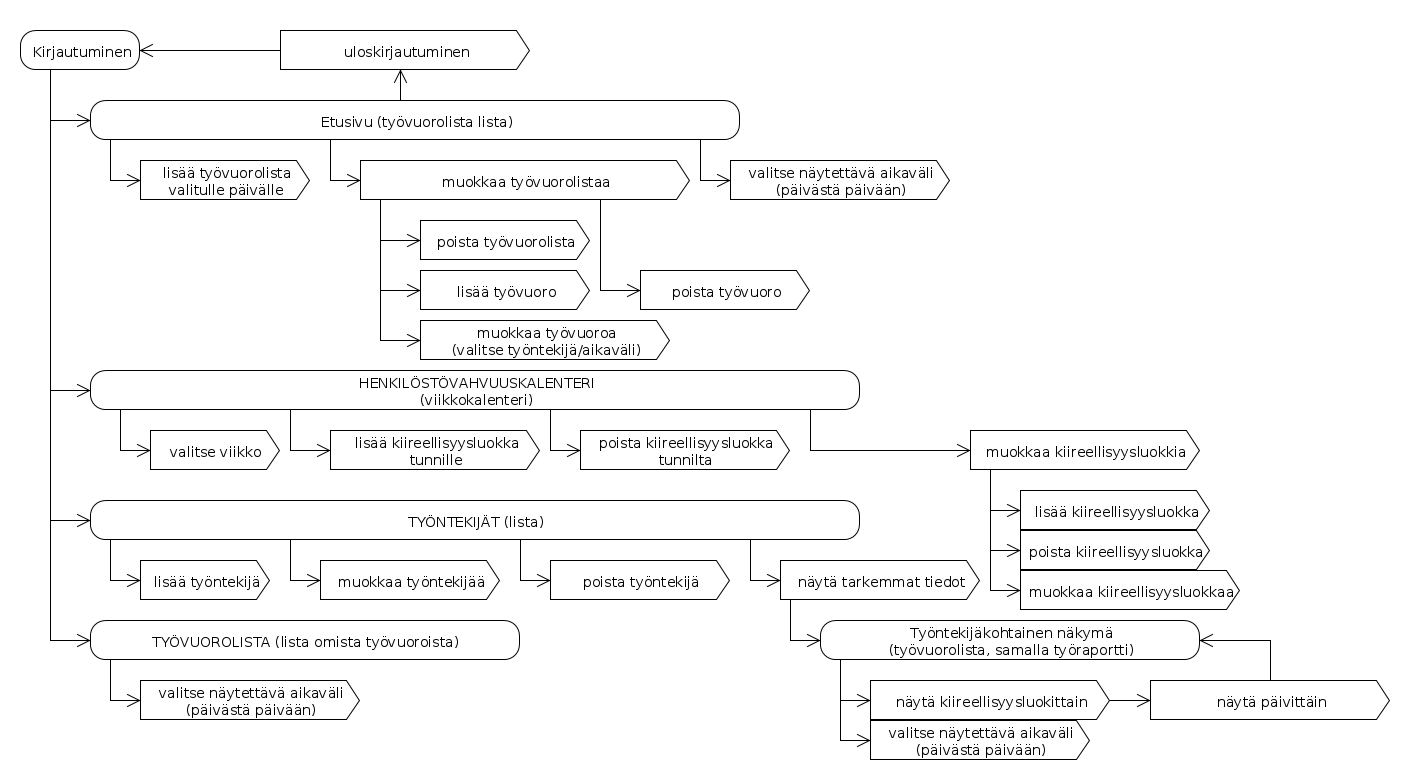 Kirjautuminen
uloskirjautuminen
Etusivu (työvuorolista lista)
lisää työvuorolista
valitulle päivälle
muokkaa työvuorolistaa
valitse näytettävä aikaväli
(päivästä päivään)
poista työvuorolista
lisää työvuoro
poista työvuoro
muokkaa työvuoroa
(valitse työntekijä/aikaväli)
HENKILÖSTÖVAHVUUSKALENTERI
(viikkokalenteri)
valitse viikko
lisää kiireellisyysluokka
tunnille
poista kiireellisyysluokka
tunnilta
muokkaa kiireellisyysluokkia
lisää kiireellisyysluokka
poista kiireellisyysluokka
muokkaa kiireellisyysluokkaa
TYÖNTEKIJÄT (lista)
lisää työntekijä
muokkaa työntekijää
poista työntekijä
näytä tarkemmat tiedot
TYÖVUOROLISTA (lista omista työvuoroista)
valitse näytettävä aikaväli
(päivästä päivään)
Työntekijäkohtainen näkymä
(työvuorolista, samalla työraportti)
näytä kiireellisyysluokittain
näytä päivittäin
valitse näytettävä aikaväli
(päivästä päivään)